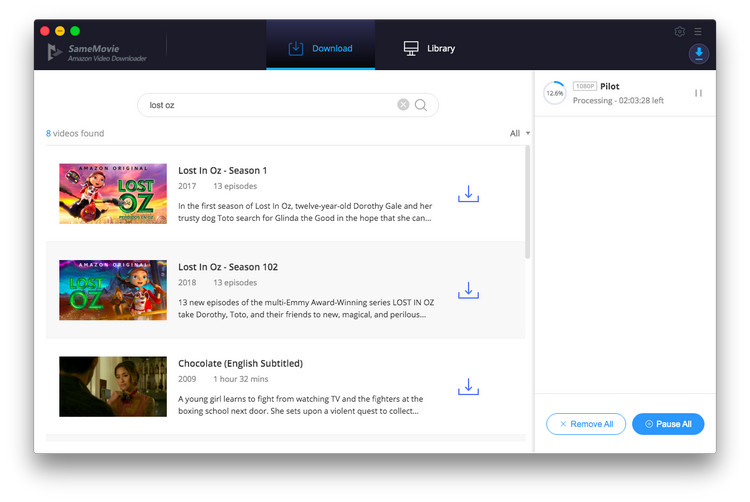 SameMovie
Amazon Video Downloader
Download
Library
lost oz
8 videos found
All
AMAZON ORIGINAL
LOST IN OZ
Lost In Oz - Season 1
2017 13 episodes
In the first season of Lost In Oz, twelve-year-old Dorothy Gale and her
trusty dog Toto search for Glinda the Good in the hope that she can...
AMAZON ORIGINAL
LOST IN OZ
Lost In Oz - Season 102
2018 13 episodes
13 new episodes of the multi-Emmy Award-Winning series LOST IN OZ
take Dorothy, Toto, and their friends to new, magical, and perilous...
Chocolate (English Subtitled)
2009 1 hour 32 mins
A young girl learns to fight from watching TV and the fighters at the
boxing school next door. She sets upon a violent quest to collect...
12.6%
1080P Pilot
Processing - 02:03:28 left
Remove All
Pause All